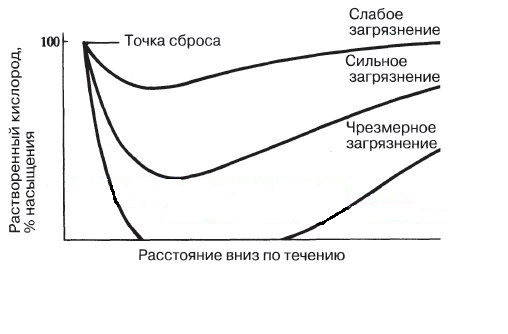 Слабое
загрязнение
100
Точка сброса
Сильное
загрязнение
Чрезмерное
загрязнение
Растворенный кислород,
% насыщения
Расстояние вниз по течению